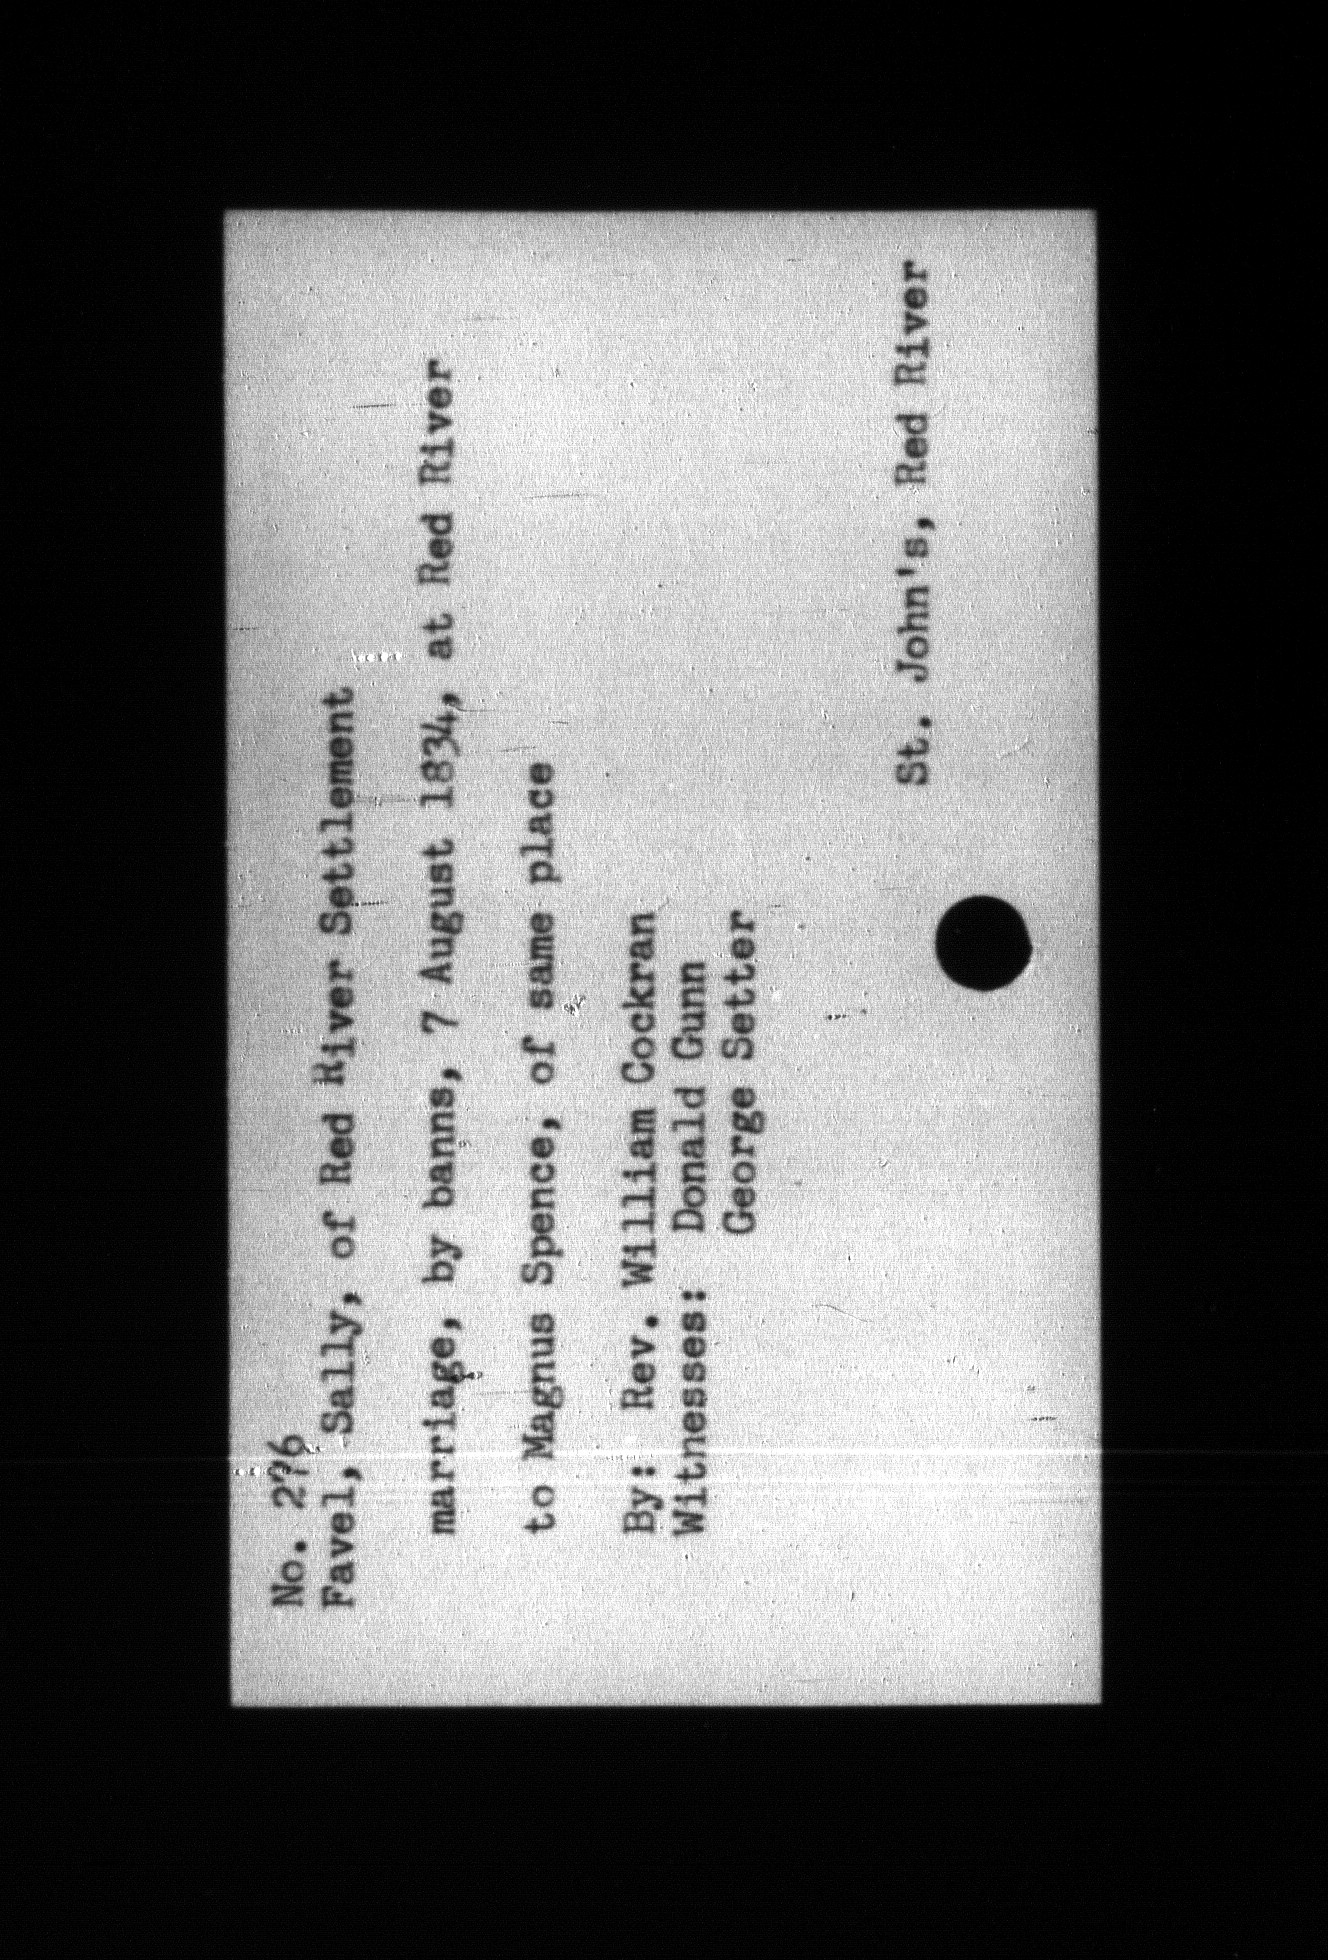 No. 276
Favel, Sally, of Red River Settlement
marriage, by banns, 7 August 1834, at Red River
to Magnus Spence, of same place
By: Rev. William Cockran
Witnesses: Donald Gunn
George Setter
St. John's, Red River